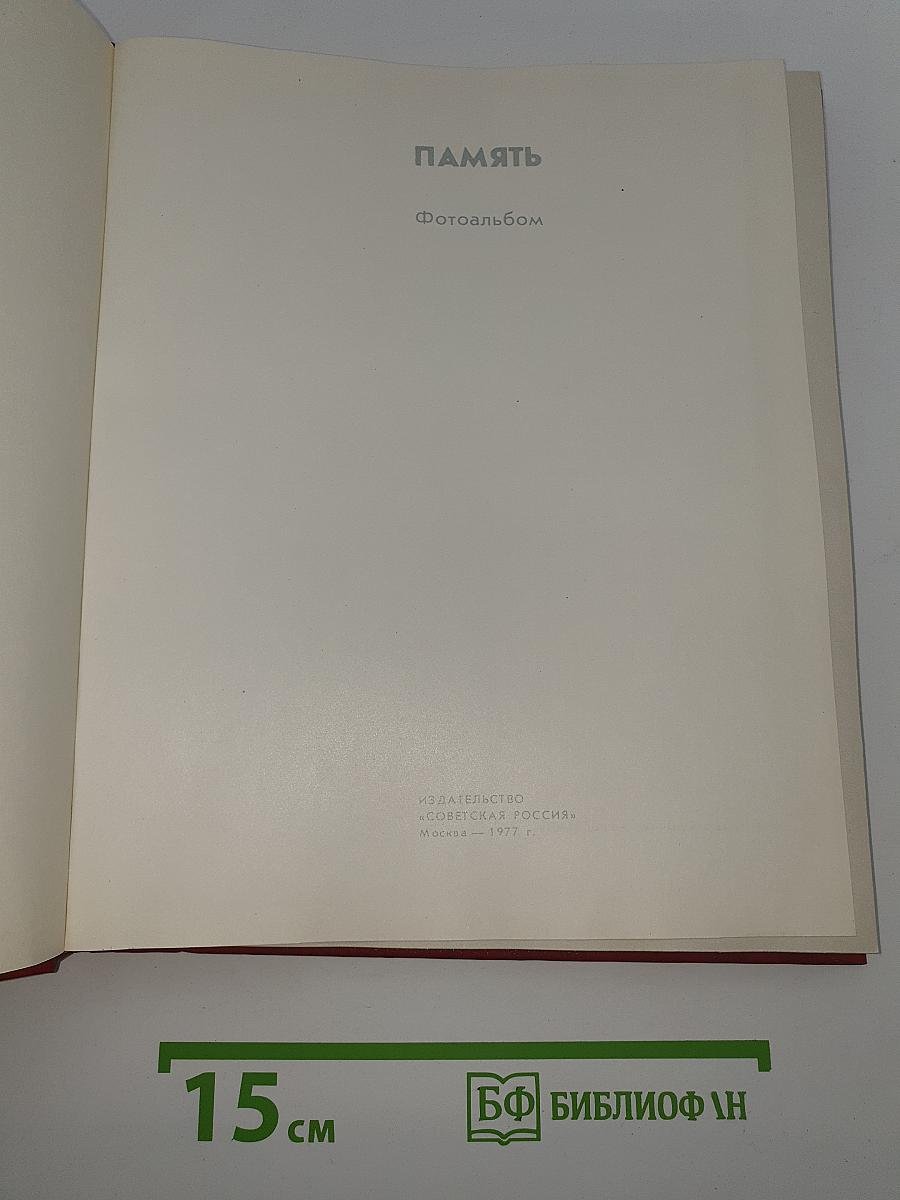 ПАМЯТЬ
Фотоальбом
ИЗДАТЕЛЬСТВО
«СОВЕТСКАЯ РОССИЯ»
Москва — 1977 г.
15 см
БФ БИБЛИОФ\Н